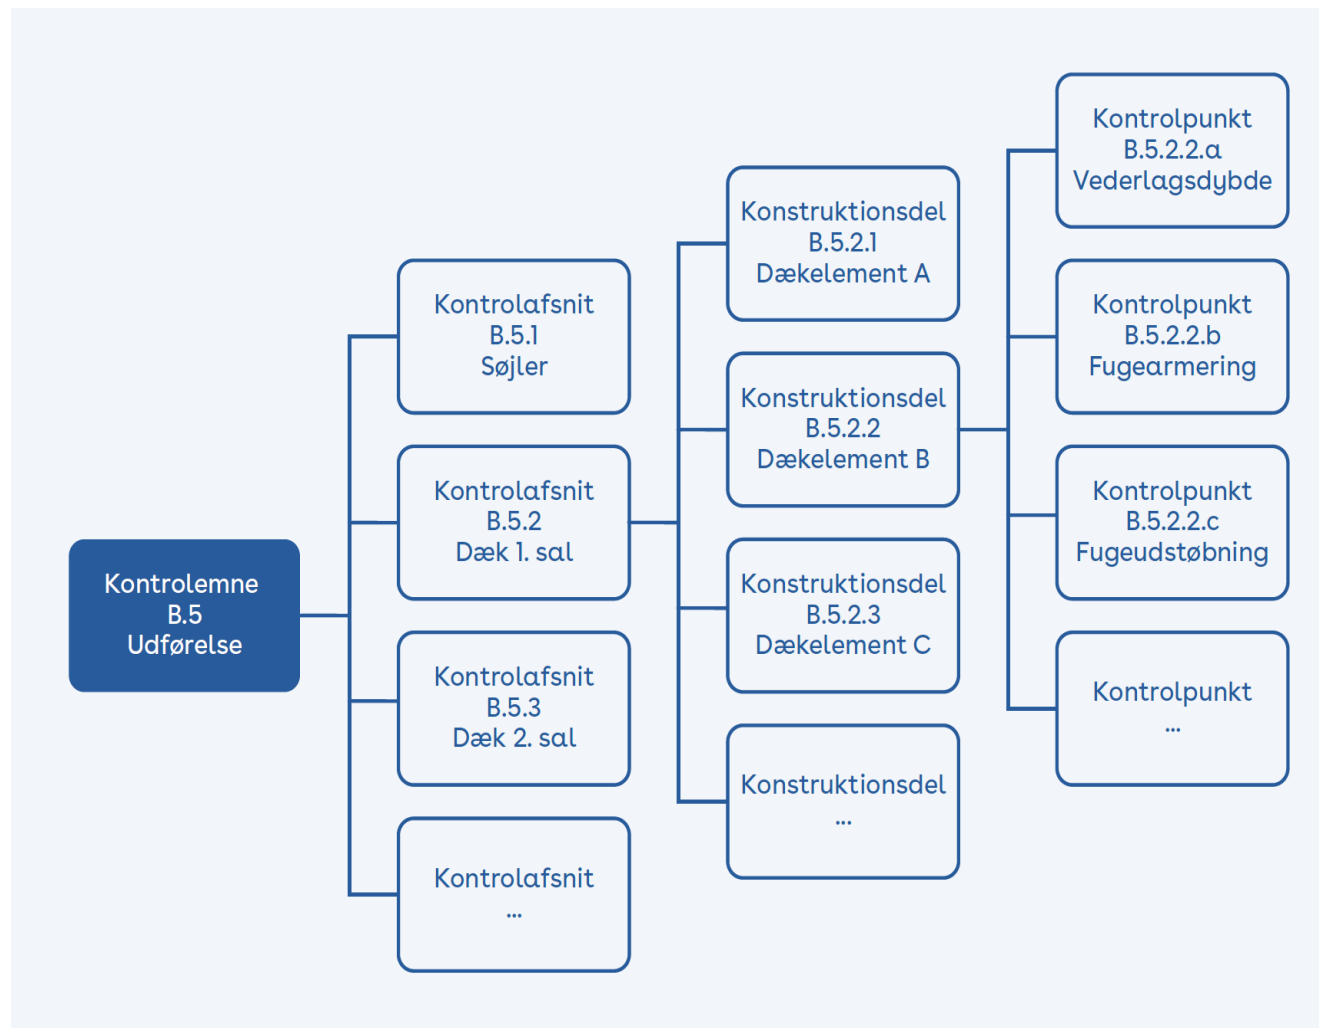 Kontrolemne
B.5
Udførelse
Kontrolafsnit
B.5.1
Søjler
Kontrolafsnit
B.5.2
Dæk 1. sal
Kontrolafsnit
B.5.3
Dæk 2. sal
Kontrolafsnit
...
Konstruktionsdel
B.5.2.1
Dækelement A
Konstruktionsdel
B.5.2.2
Dækelement B
Konstruktionsdel
B.5.2.3
Dækelement C
Konstruktionsdel
...
Kontrolpunkt
B.5.2.2.a
Vederlagsdybde
Kontrolpunkt
B.5.2.2.b
Fugearmering
Kontrolpunkt
B.5.2.2.c
Fugeudstøbning
Kontrolpunkt
...